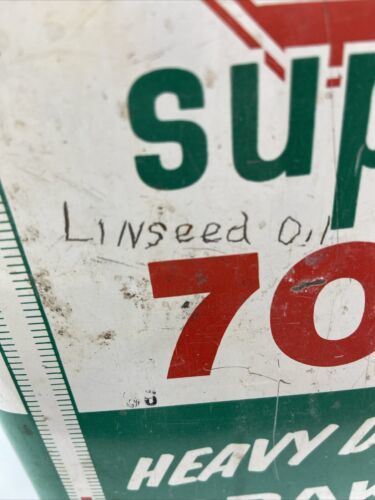 sup
LINseed OIl
70
HEAVY D